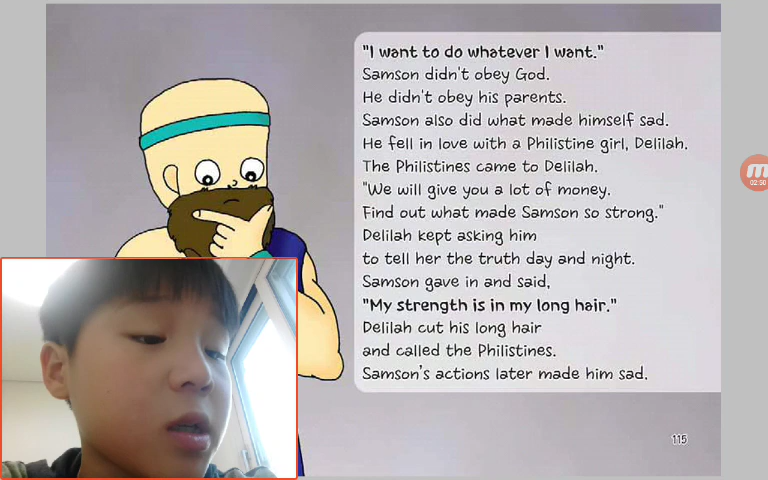 "I want to do whatever I want."
Samson didn't obey God.
He didn't obey his parents.
Samson also did what made himself sad.
He fell in love with a Philistine girl, Delilah.
The Philistines came to Delilah.
"We will give you a lot of money.
Find out what made Samson so strong."
Delilah kept asking him
to tell her the truth day and night.
Samson gave in and said,
"My strength is in my long hair."
Delilah cut his long hair
and called the Philistines.
Samson's actions later made him sad.
115
M
02:50